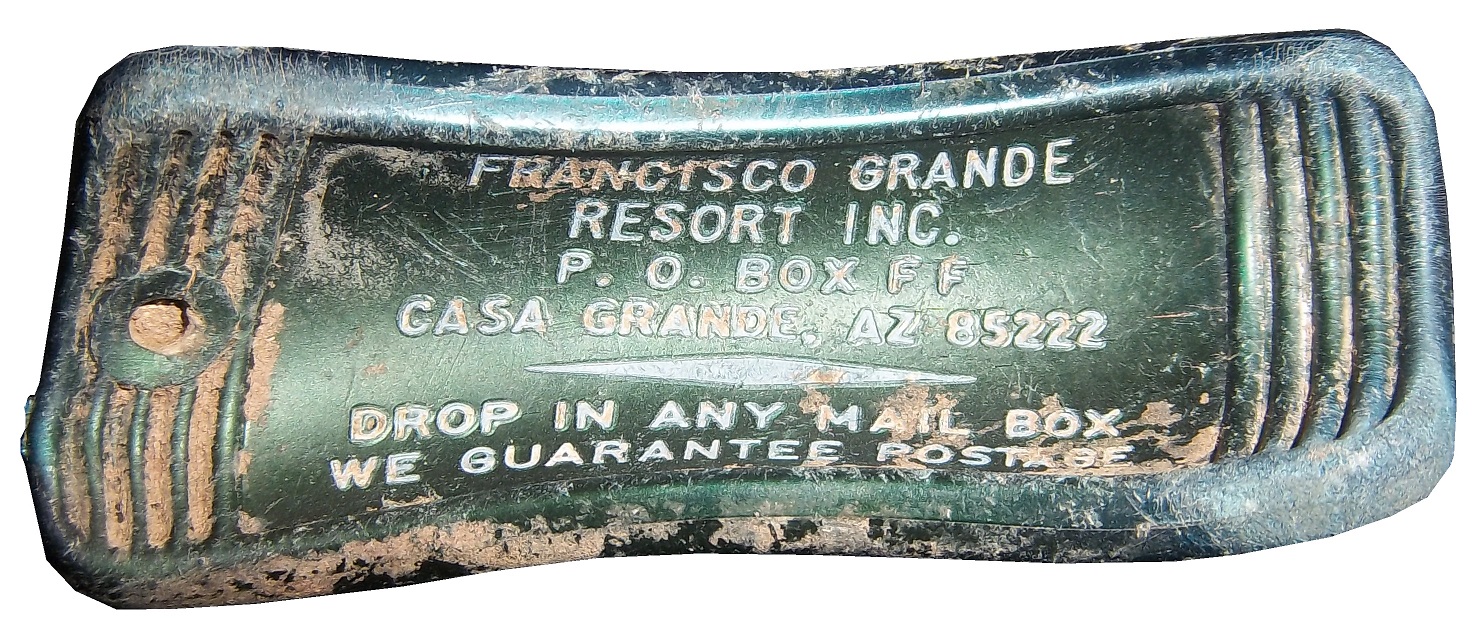 FRANCISCO GRANDE
RESORT INC.
P. O. BOX FF
CASA GRANDE, AZ 85222
DROP IN ANY MAIL BOX
WE GUARANTEE POSTAGE